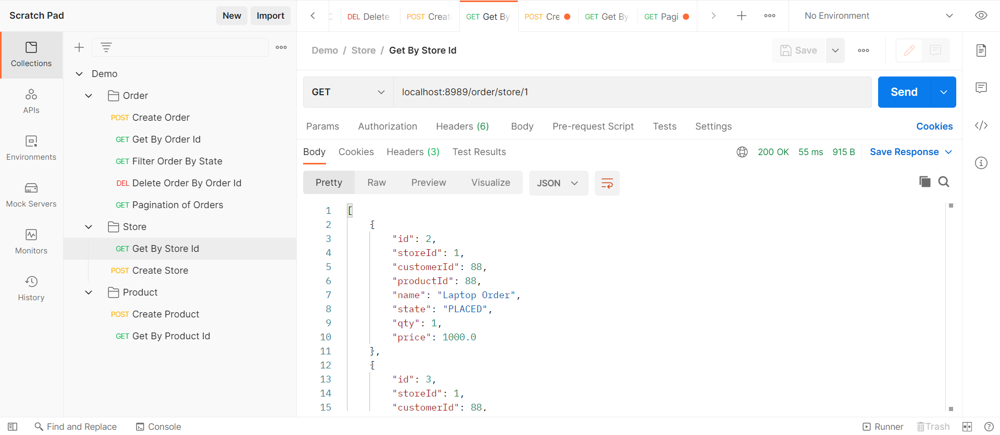 Scratch Pad
New
Import
DEL Delete
POST Creat
GET Get By
POST Cre
GET Get By
GET Pagi
No Environment
Collections
APIs
Environments
Mock Servers
Monitors
History
Demo
Order
POST Create Order
GET Get By Order Id
GET Filter Order By State
DEL Delete Order By Order Id
GET Pagination of Orders
Store
GET Get By Store Id
POST Create Store
Product
POST Create Product
GET Get By Product Id
Demo / Store / Get By Store Id
Save
GET
localhost:8989/order/store/1
Send
Params Authorization Headers (6) Body Pre-request Script Tests Settings
Cookies
Body Cookies Headers (3) Test Results
200 OK 55 ms 915 B
Save Response
Pretty Raw Preview Visualize
JSON
1 [
2 {
3 "id": 2,
4 "storeId": 1,
5 "customerId": 88,
6 "productId": 88,
7 "name": "Laptop Order",
8 "state": "PLACED",
9 "qty": 1,
10 "price": 1000.0
11 },
12 {
13 "id": 3,
14 "storeId": 1,
15 "customerId": 88,
Find and Replace
Console
Runner
Trash